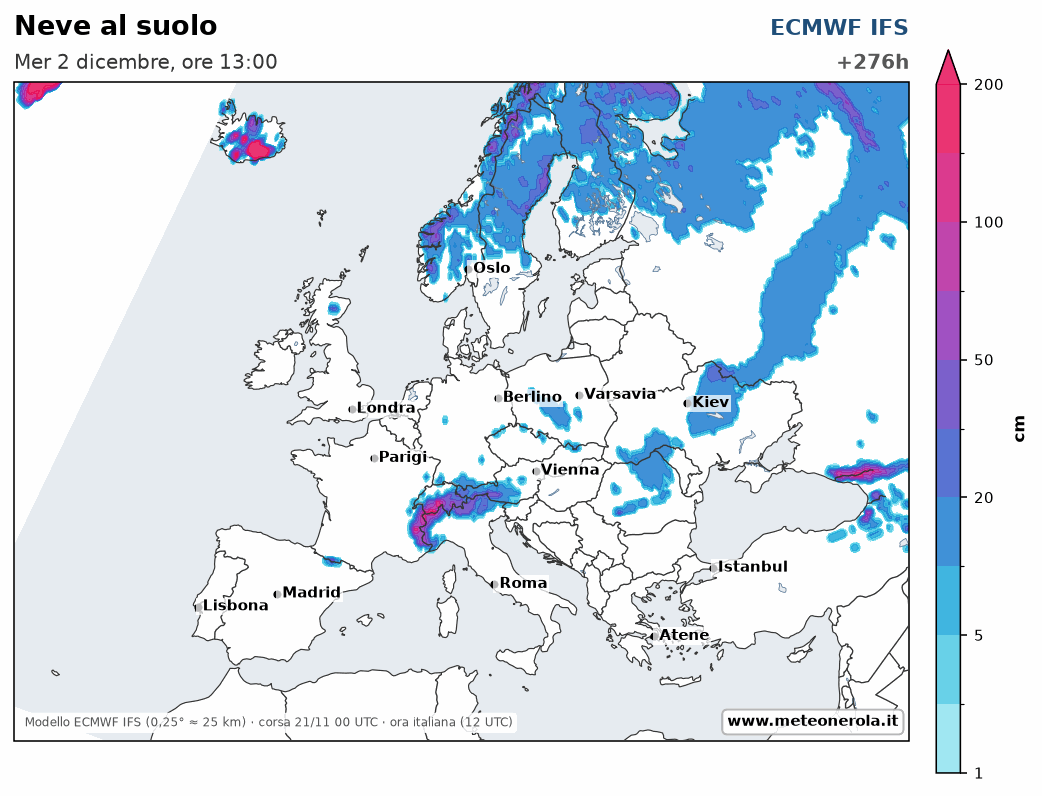 Neve al suolo
ECMWF IFS
Mer 2 dicembre, ore 13:00
+276h
200
100
50
20
5
1
cm
Oslo
Berlino
Varsavia
Kiev
Londra
Parigi
Vienna
Istanbul
Roma
Madrid
Lisbona
Atene
Modello ECMWF IFS (0,25° ≈ 25 km) · corsa 21/11 00 UTC · ora italiana (12 UTC)
www.meteonerola.it